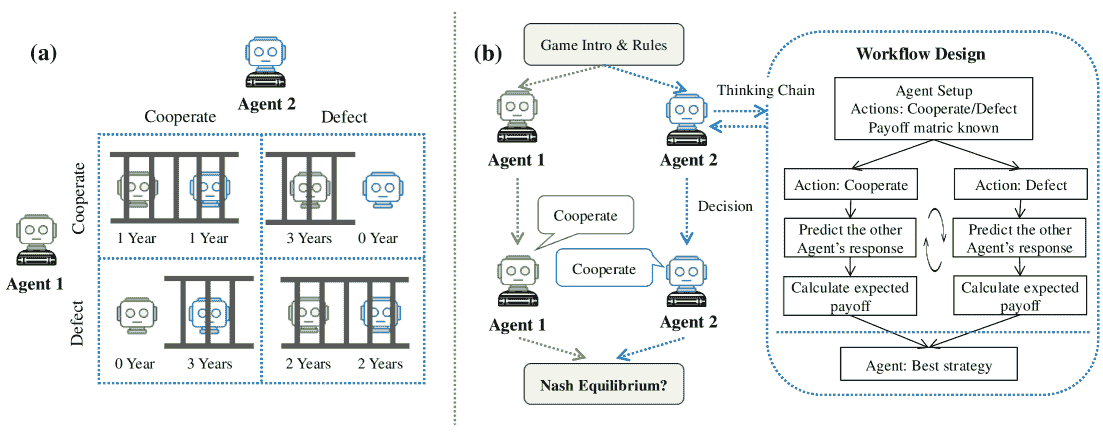 (a)
Agent 2
Cooperate
Defect
Agent 1
Cooperate
1 Year
1 Year
3 Years
0 Year
Defect
0 Year
3 Years
2 Years
2 Years
(b)
Game Intro & Rules
Agent 1
Agent 2
Thinking Chain
Decision
Cooperate
Cooperate
Agent 1
Agent 2
Nash Equilibrium?
Workflow Design
Agent Setup
Actions: Cooperate/Defect
Payoff matric known
Action: Cooperate
Action: Defect
Predict the other
Agent's response
Predict the other
Agent's response
Calculate expected
payoff
Calculate expected
payoff
Agent: Best strategy